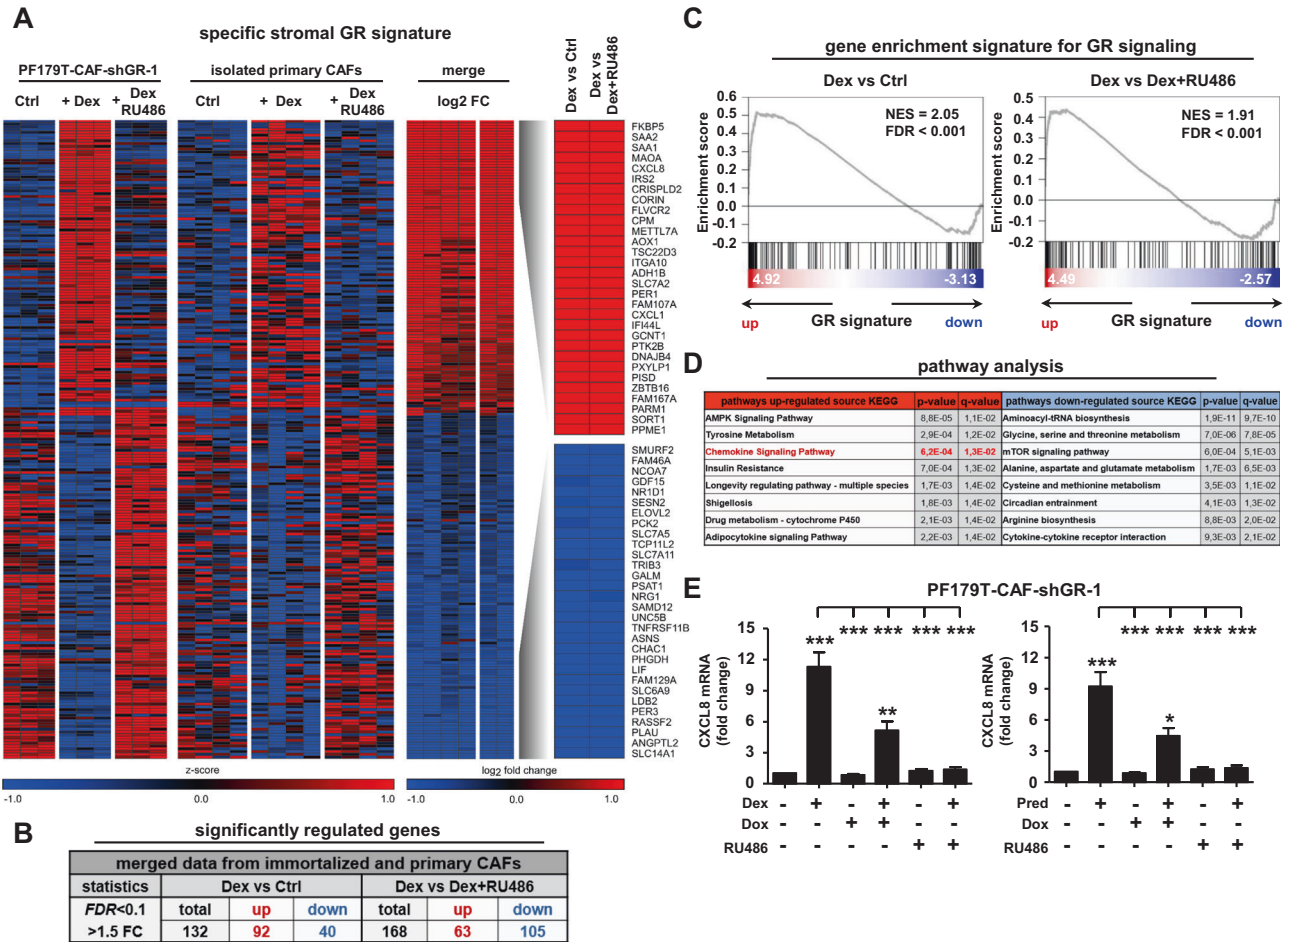 A
specific stromal GR signature
PF179T-CAF-shGR-1
isolated primary CAFs
merge
Ctrl
+ Dex
+ Dex RU486
Ctrl
+ Dex
+ Dex RU486
log2 FC
Dex vs Ctrl
Dex vs
Dex+RU486
FKBP5
SAA2
SAA1
MAOA
CXCL8
IRS2
CRISPLD2
CORIN
FLVCR2
CPM
METTL7A
AOX1
TSC22D3
ITGA10
ADH1B
SLC7A2
PER1
FAM107A
CXCL1
IFI44L
GCNT1
PTK2B
DNAJB4
PXYLP1
PISD
ZBTB16
FAM167A
PARM1
SORT1
PPME1
SMURF2
FAM46A
NCOA7
GDF15
NR1D1
SESN2
ELOVL2
PCK2
SLC7A5
TCP11L2
SLC7A11
TRIB3
GALM
PSAT1
NRG1
SAMD12
UNC5B
TNFRSF11B
ASNS
CHAC1
PHGDH
LIF
FAM129A
SLC6A9
LDB2
PER3
RASSF2
PLAU
ANGPTL2
SLC14A1
z-score
-1.0 0.0 1.0
log2 fold change
-1.0 0.0 1.0
B
significantly regulated genes
merged data from immortalized and primary CAFs
statistics Dex vs Ctrl Dex vs Dex+RU486
FDR<0.1 total up down total up down
>1.5 FC 132 92 40 168 63 105
C
gene enrichment signature for GR signaling
Dex vs Ctrl
Enrichment score
0.6
0.5
0.4
0.3
0.2
0.1
0.0
-0.1
-0.2
NES = 2.05
FDR < 0.001
4.92 -3.13
up GR signature down
Dex vs Dex+RU486
Enrichment score
0.5
0.4
0.3
0.2
0.1
0.0
-0.1
-0.2
NES = 1.91
FDR < 0.001
4.49 -2.57
up GR signature down
D
pathway analysis
pathways up-regulated source KEGG p-value q-value pathways down-regulated source KEGG p-value q-value
AMPK Signaling Pathway 8,8E-05 1,1E-02 Aminoacyl-tRNA biosynthesis 1,9E-11 9,7E-10
Tyrosine Metabolism 2,9E-04 1,2E-02 Glycine, serine and threonine metabolism 7,0E-06 7,8E-05
Chemokine Signaling Pathway 6,2E-04 1,3E-02 mTOR signaling pathway 6,0E-04 5,1E-03
Insulin Resistance 7,0E-04 1,3E-02 Alanine, aspartate and glutamate metabolism 1,7E-03 6,5E-03
Longevity regulating pathway - multiple species 1,7E-03 1,4E-02 Cysteine and methionine metabolism 3,5E-03 1,1E-02
Shigellosis 1,8E-03 1,4E-02 Circadian entrainment 4,1E-03 1,3E-02
Drug metabolism - cytochrome P450 2,1E-03 1,4E-02 Arginine biosynthesis 8,8E-03 2,0E-02
Adipocytokine signaling Pathway 2,2E-03 1,4E-02 Cytokine-cytokine receptor interaction 9,3E-03 2,1E-02
E
PF179T-CAF-shGR-1
CXCL8 mRNA
(fold change)
15
12
9
6
3
0
*** *** *** *** ***
**
Dex - + - + - +
Dox - - + + - -
RU486 - - - - + +
CXCL8 mRNA
(fold change)
15
12
9
6
3
0
*** *** *** *** ***
*
Pred - + - + - +
Dox - - + + - -
RU486 - - - - + +